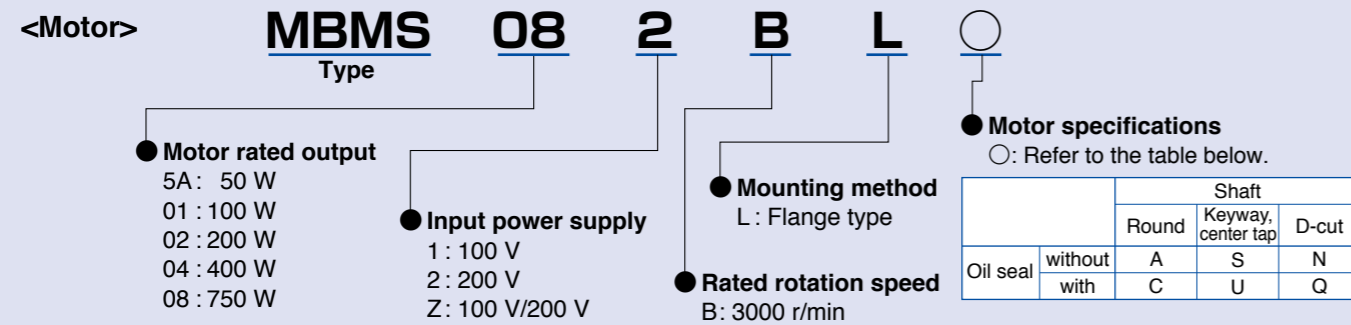 <Motor> MBMS 08 2 B L ○
Type
● Motor rated output
5A : 50 W
01 : 100 W
02 : 200 W
04 : 400 W
08 : 750 W
● Input power supply
1 : 100 V
2 : 200 V
Z : 100 V/200 V
● Rated rotation speed
B: 3000 r/min
● Mounting method
L : Flange type
● Motor specifications
○: Refer to the table below.
Shaft
Round Keyway, center tap D-cut
Oil seal without A S N
with C U Q